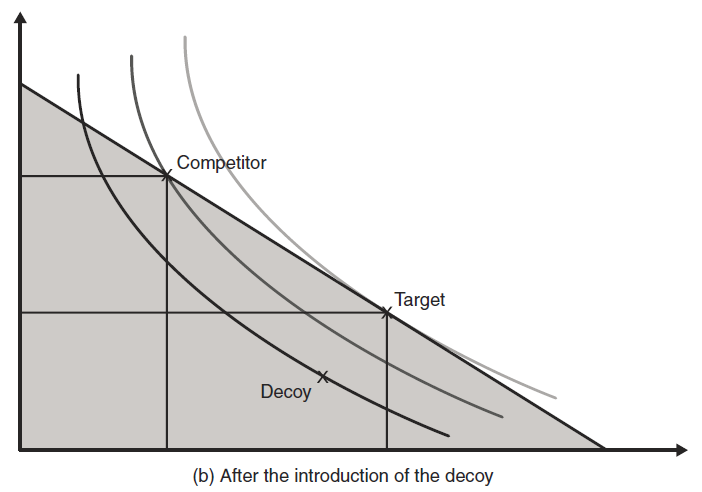 Competitor
Target
Decoy
(b) After the introduction of the decoy